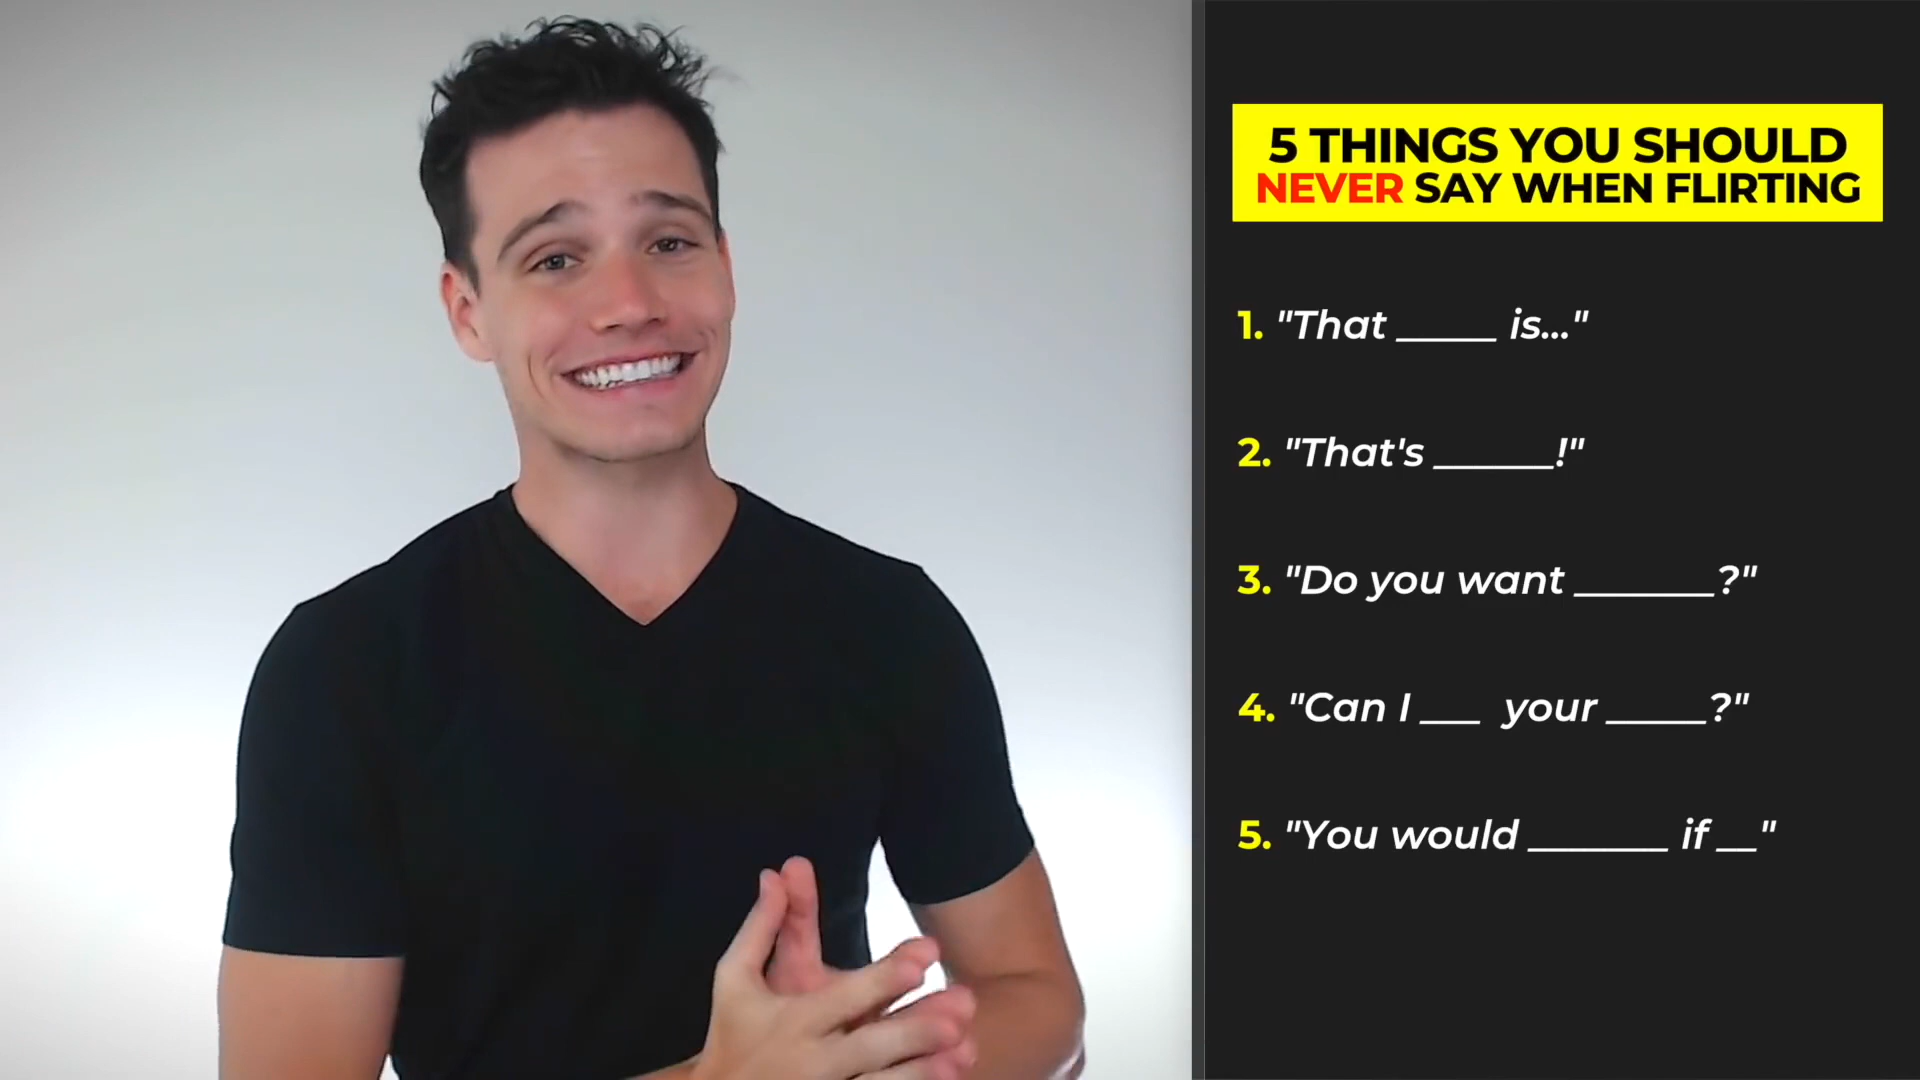 5 THINGS YOU SHOULD
NEVER SAY WHEN FLIRTING
1. "That _____ is..."
2. "That's ______!"
3. "Do you want _______?"
4. "Can I ___ your _____?"
5. "You would _______ if __"